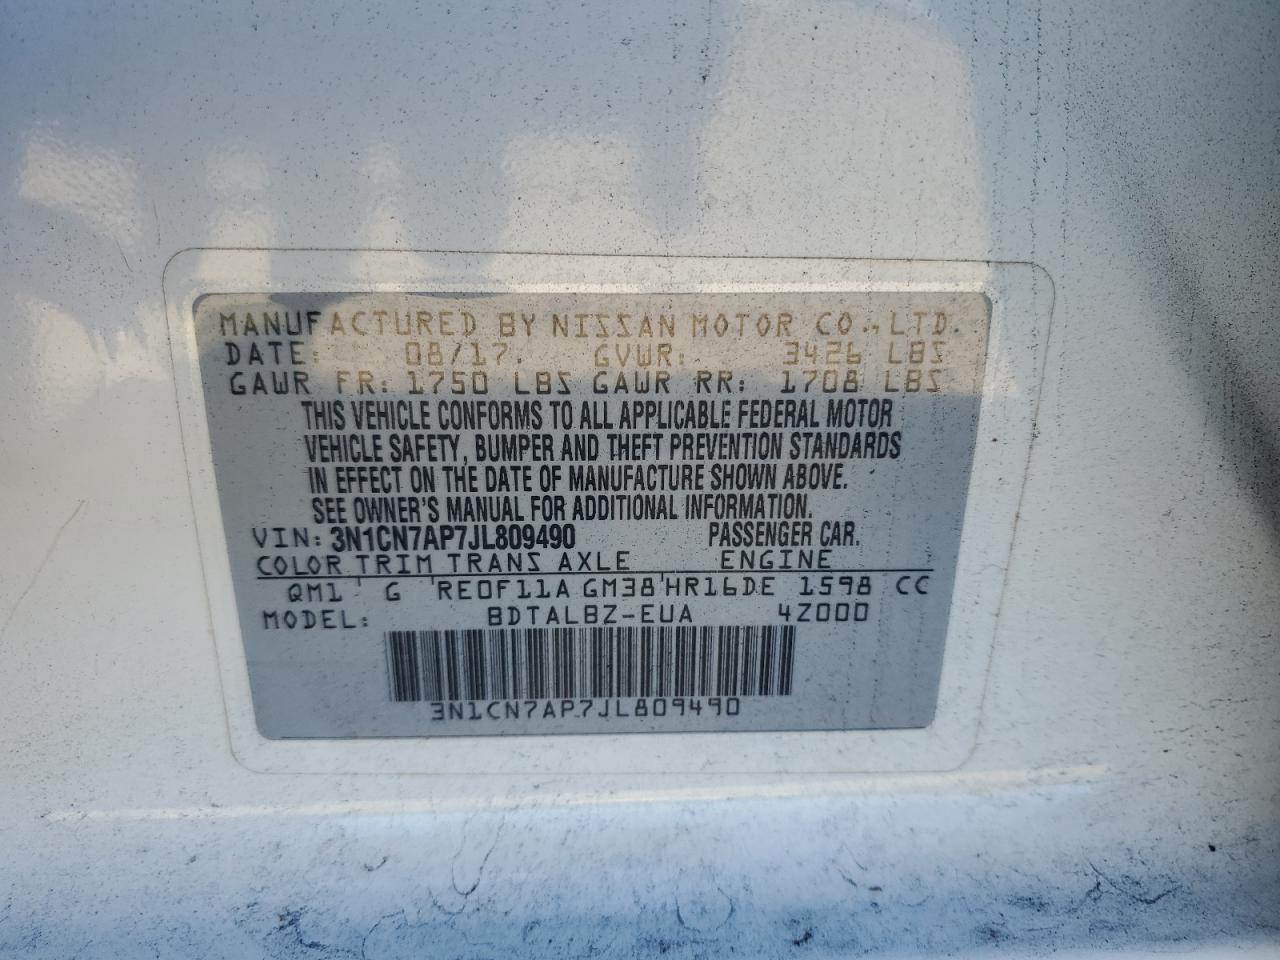 MANUFACTURED BY NISSAN MOTOR CO., LTD.
DATE: 08/17. GVWR: 3426 LBS
GAWR FR: 1750 LBS GAWR RR: 1708 LBS
THIS VEHICLE CONFORMS TO ALL APPLICABLE FEDERAL MOTOR
VEHICLE SAFETY, BUMPER AND THEFT PREVENTION STANDARDS
IN EFFECT ON THE DATE OF MANUFACTURE SHOWN ABOVE.
SEE OWNER'S MANUAL FOR ADDITIONAL INFORMATION.
VIN: 3N1CN7AP7JL809490 PASSENGER CAR.
COLOR TRIM TRANS AXLE ENGINE
QM1 G RE0F11A GM38 HR16DE 1598 CC
MODEL: BDTALBZ-EUA 4Z000
3N1CN7AP7JL809490